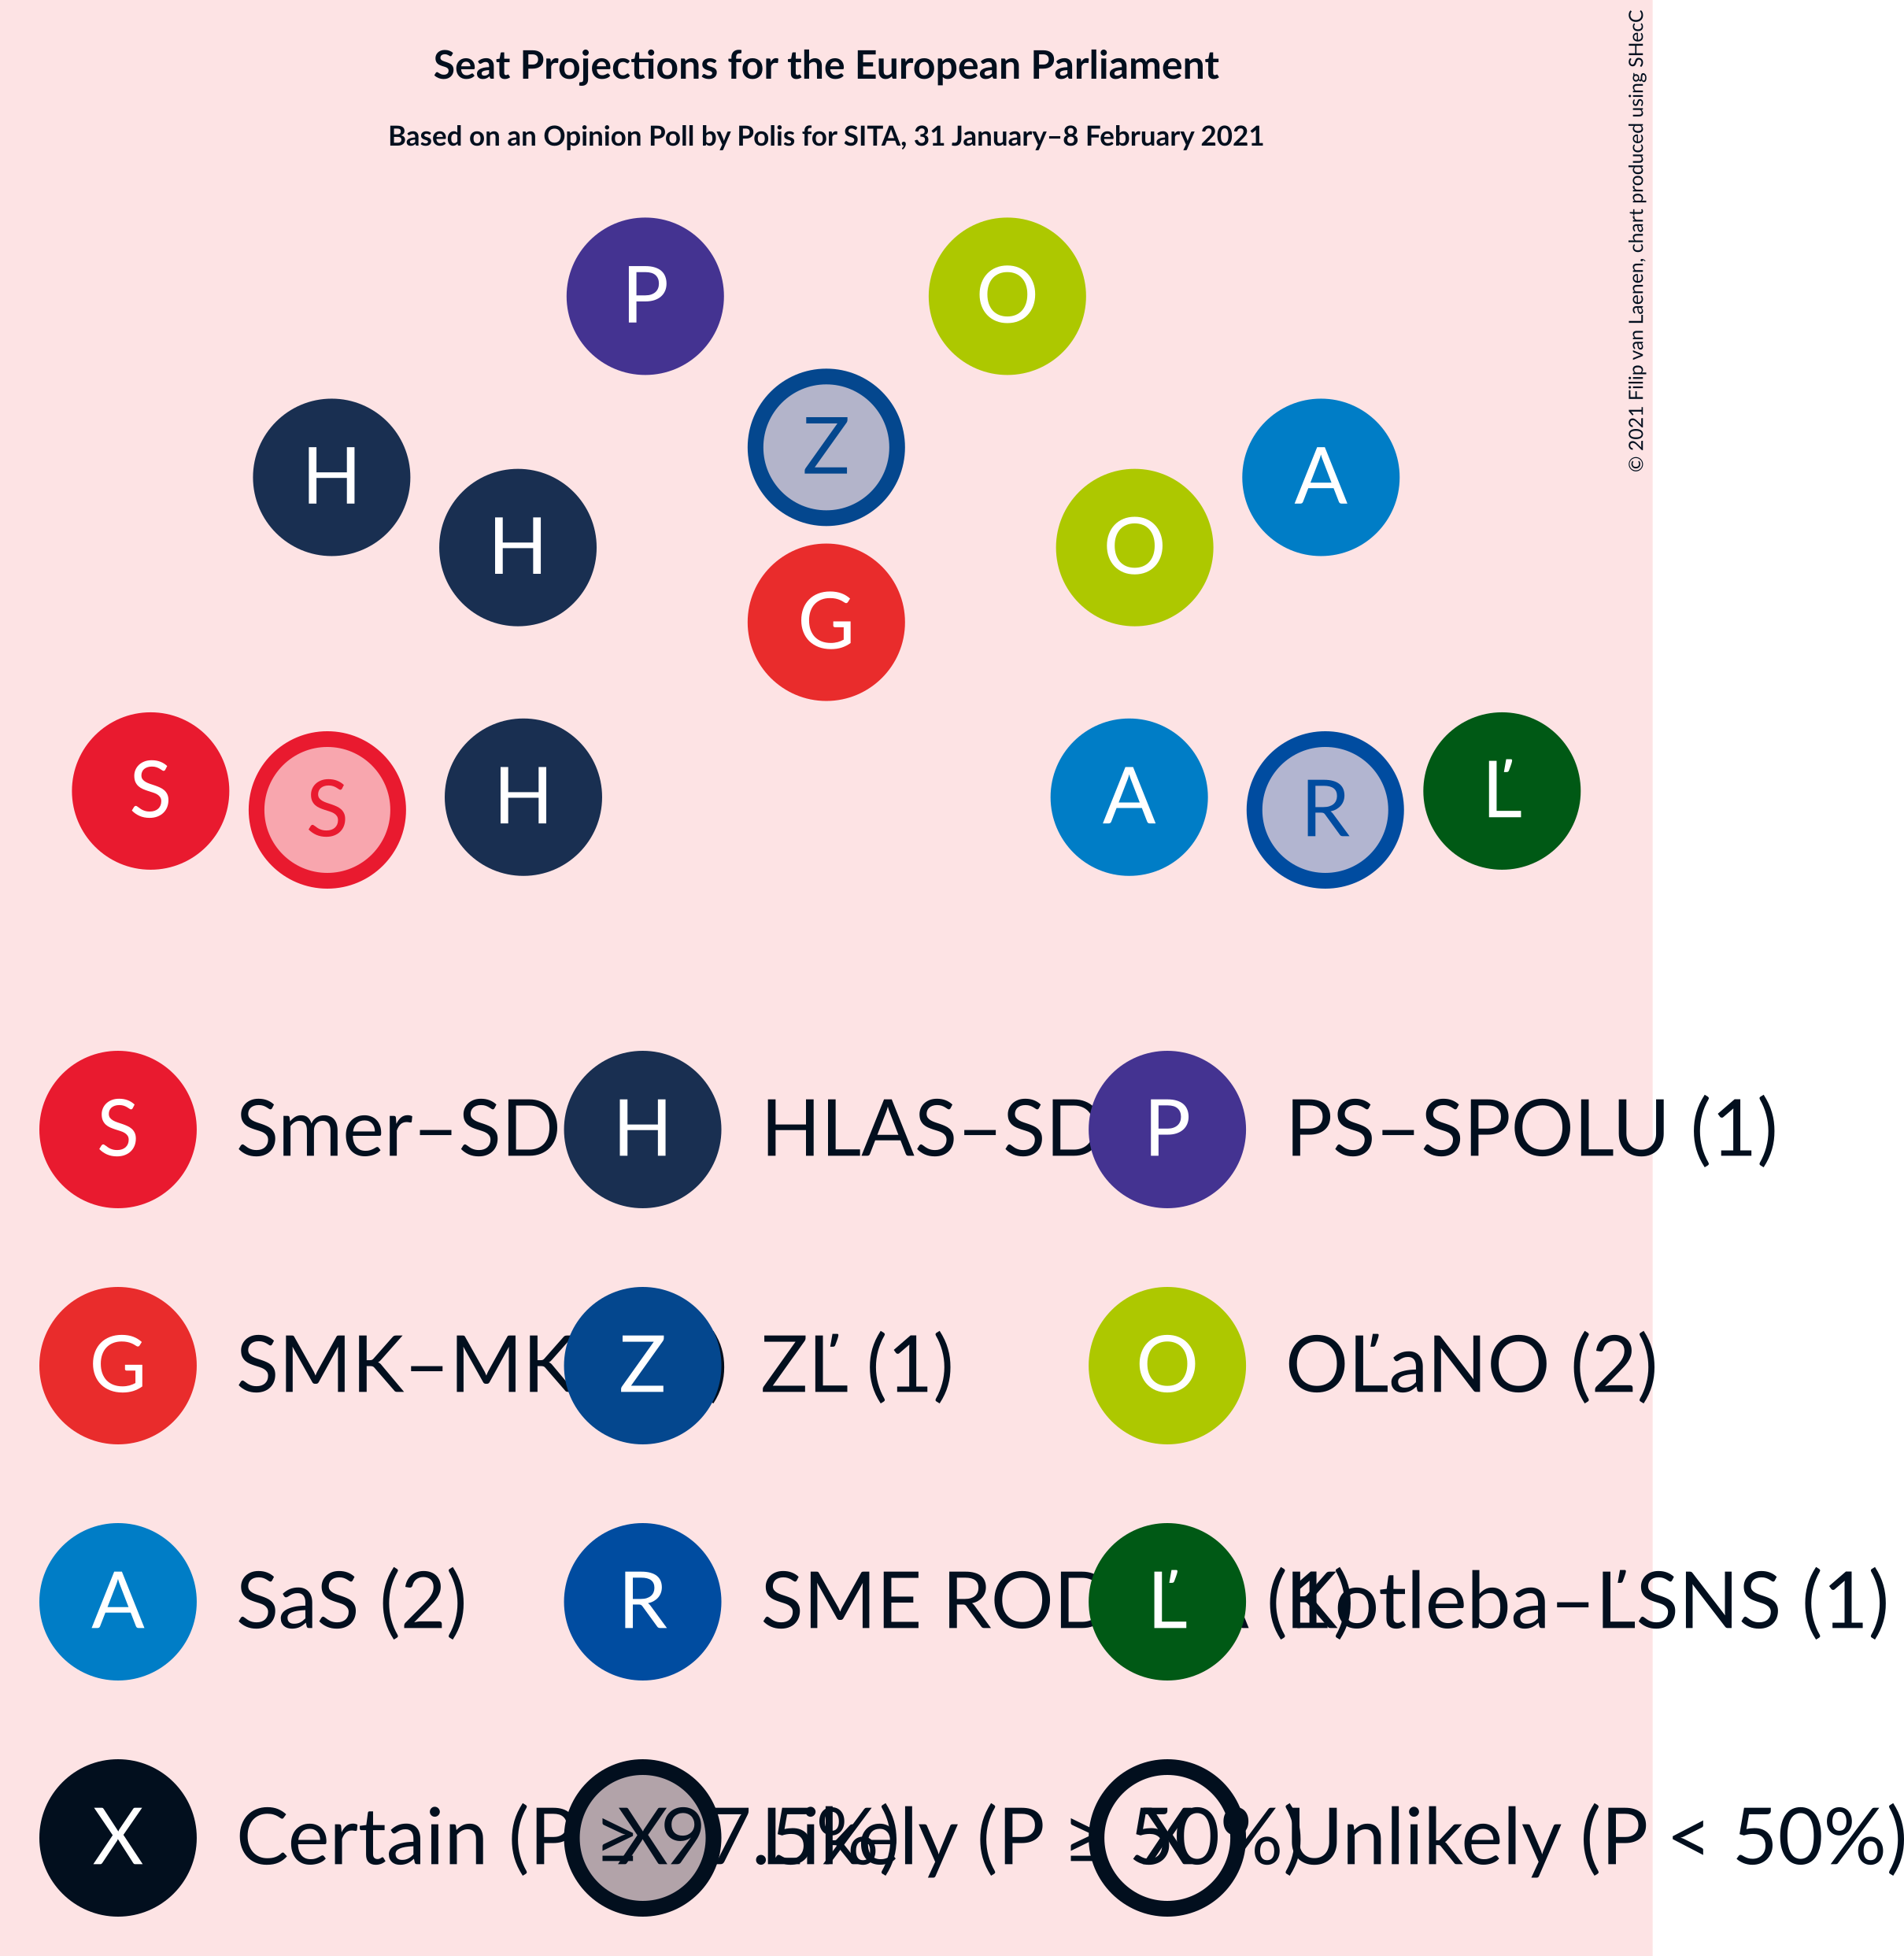 Seat Projections for the European Parliament
Based on an Opinion Poll by Polis for SITA, 31 January–8 February 2021
© 2021 Filip van Laenen, chart produced using SHecC
P O
Z
H A
H O
G
S Ľ
H A
S R
S Smer–SD H HLAS–SD P PS–SPOLU (1)
G SMK–MK Z ZĽ (1) O OĽaNO (2)
A SaS (2) R SME Ľ Kotleba–ĽSNS (1)
X Certain (P ≥ 97.5%) X Likely (P ≥ 50%) X Unlikely (P < 50%)